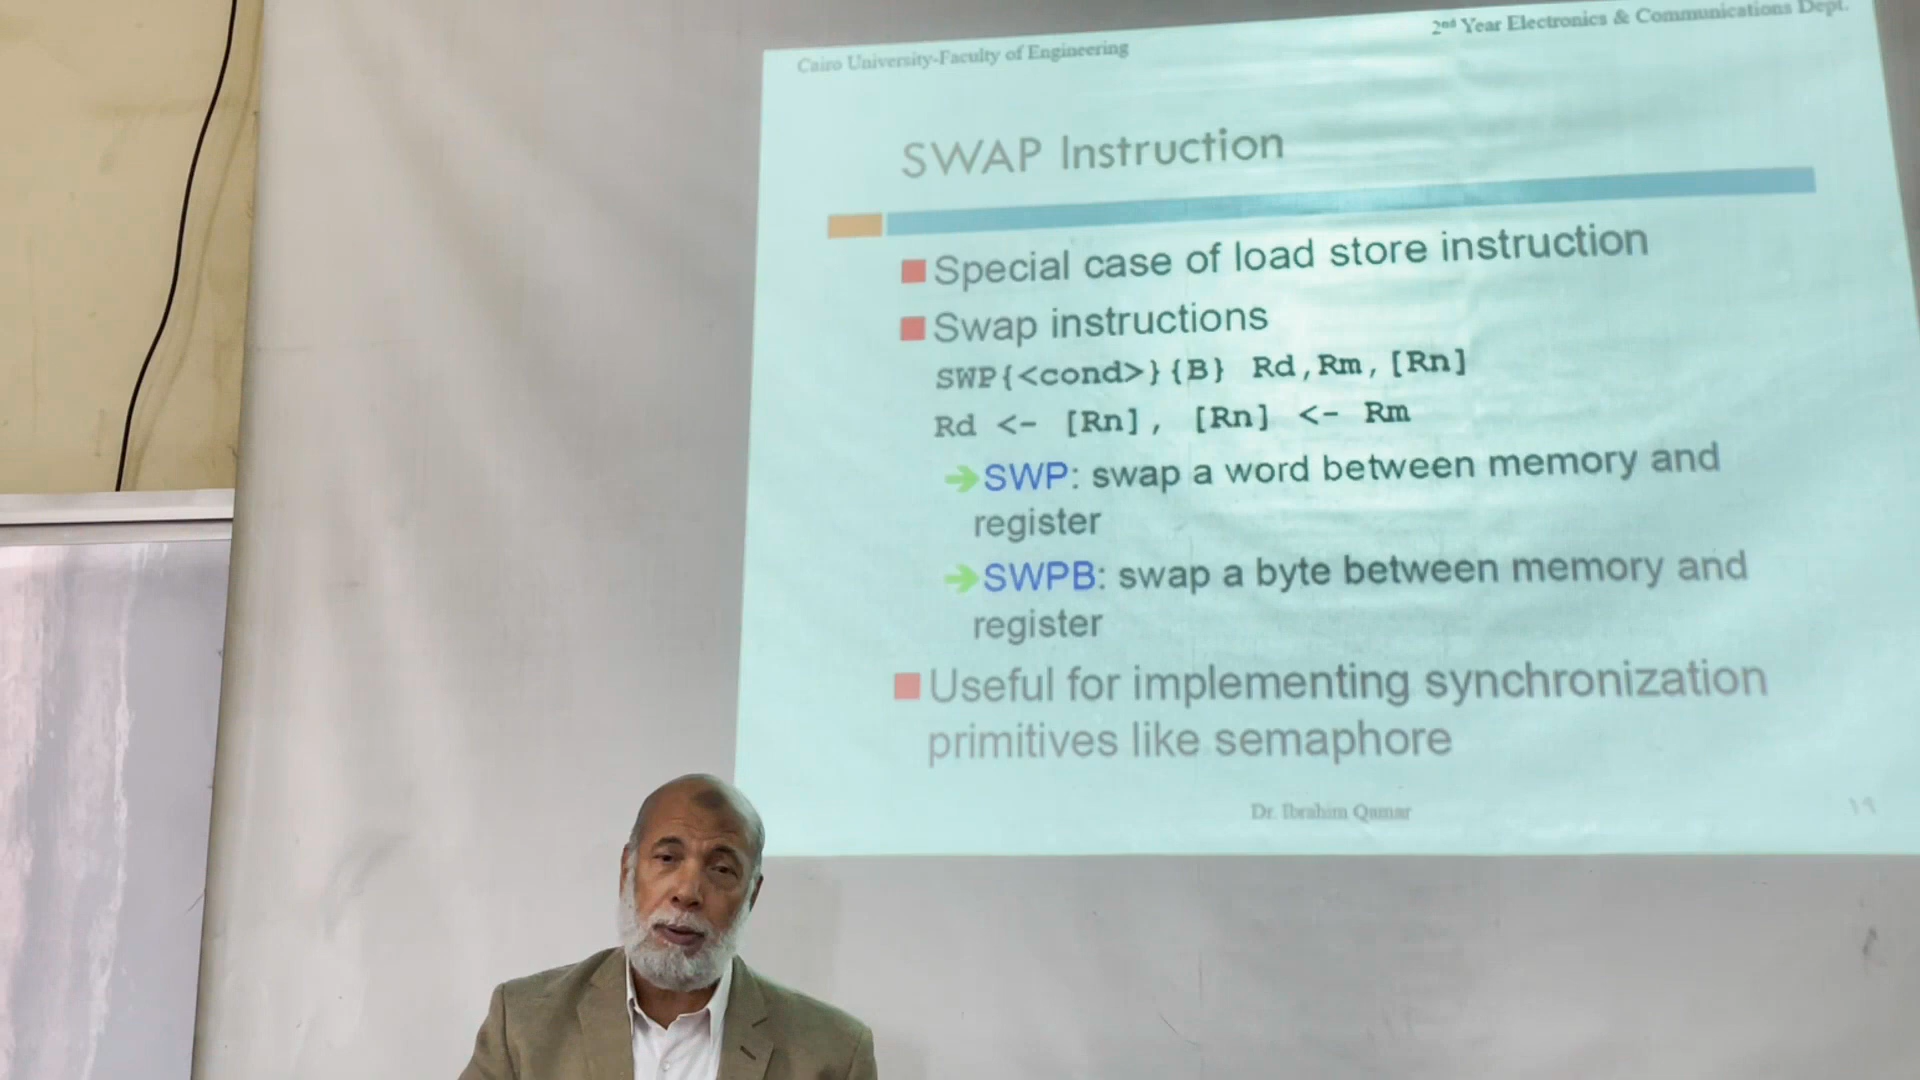 Cairo University-Faculty of Engineering
2nd Year Electronics & Communications Dept.
SWAP Instruction
Special case of load store instruction
Swap instructions
SWP{<cond>}{B} Rd,Rm,[Rn]
Rd <- [Rn], [Rn] <- Rm
SWP: swap a word between memory and
register
SWPB: swap a byte between memory and
register
Useful for implementing synchronization
primitives like semaphore
Dr. Ibrahim Qamar